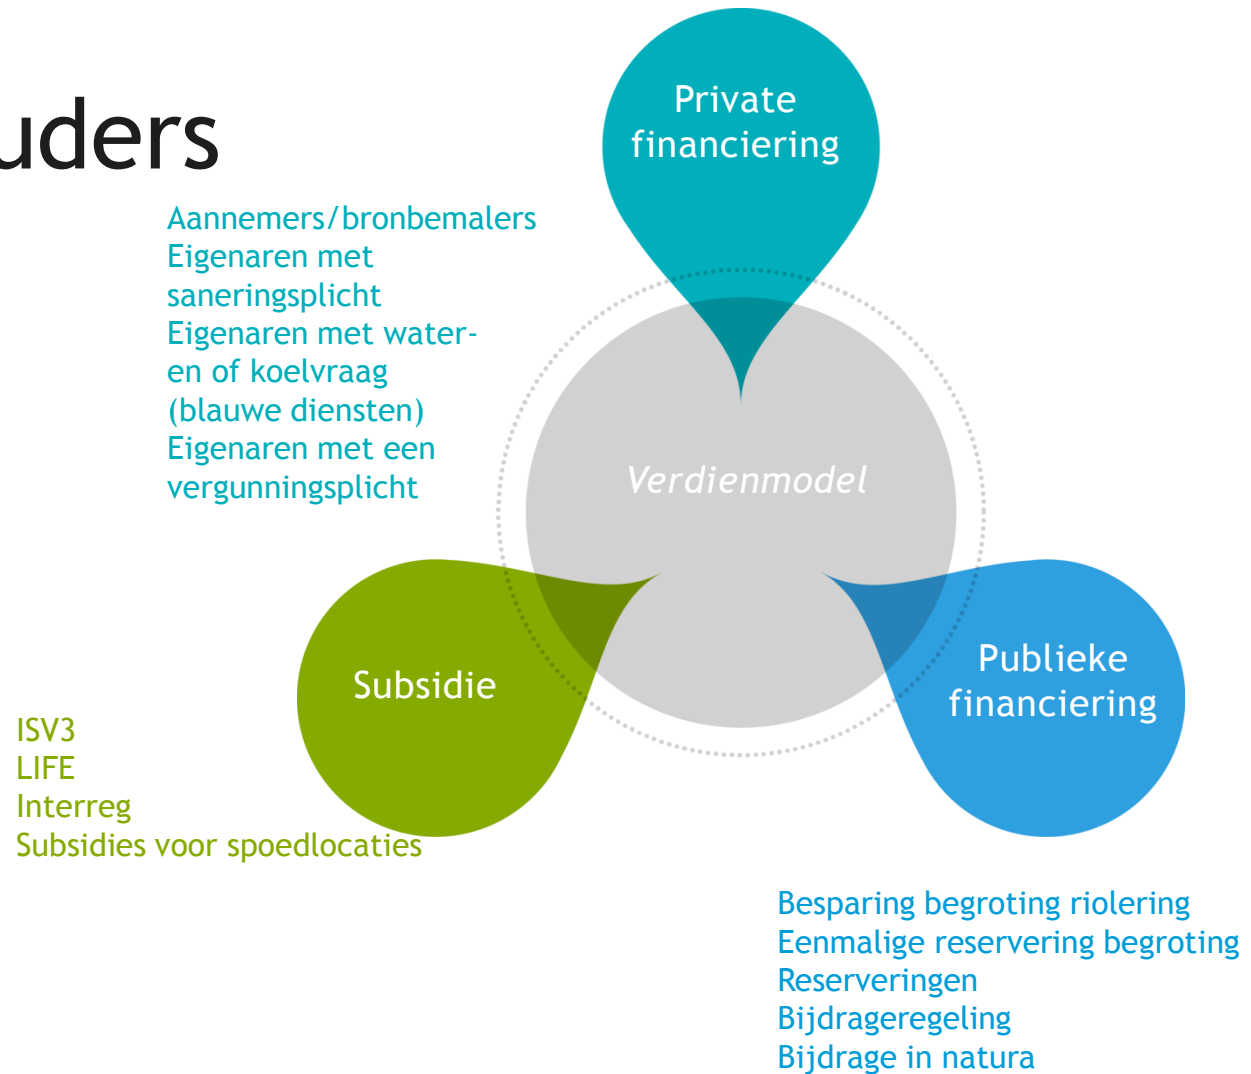 uders
Private
financiering
Aannemers/bronbemalers
Eigenaren met
saneringsplicht
Eigenaren met water-
en of koelvraag
(blauwe diensten)
Eigenaren met een
vergunningsplicht
Verdienmodel
Subsidie
Publieke
financiering
ISV3
LIFE
Interreg
Subsidies voor spoedlocaties
Besparing begroting riolering
Eenmalige reservering begroting
Reserveringen
Bijdrageregeling
Bijdrage in natura